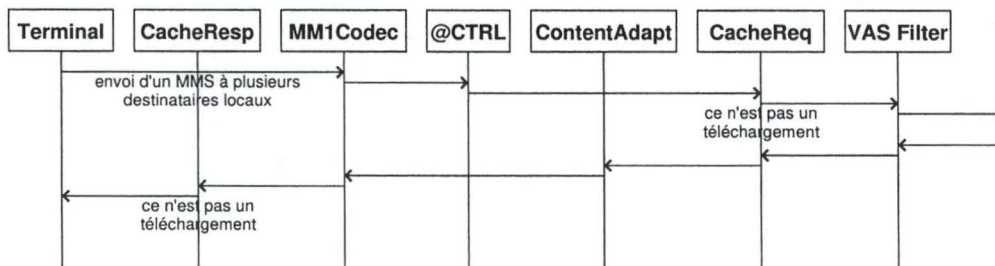 Terminal
CacheResp
MM1Codec
@CTRL
ContentAdapt
CacheReq
VAS Filter
envoi d'un MMS à plusieurs
destinataires locaux
ce n'est pas un
téléchargement
ce n'est pas un
téléchargement